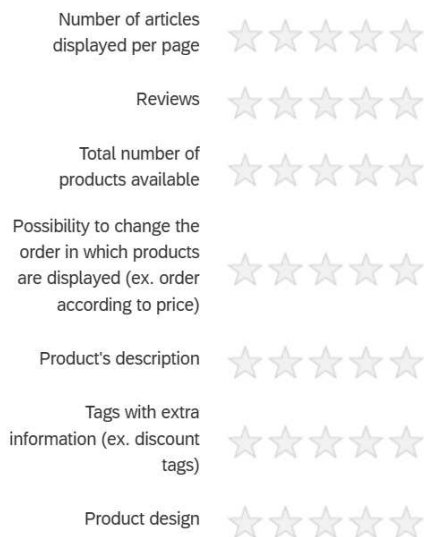 Number of articles
displayed per page
Reviews
Total number of
products available
Possibility to change the
order in which products
are displayed (ex. order
according to price)
Product's description
Tags with extra
information (ex. discount
tags)
Product design